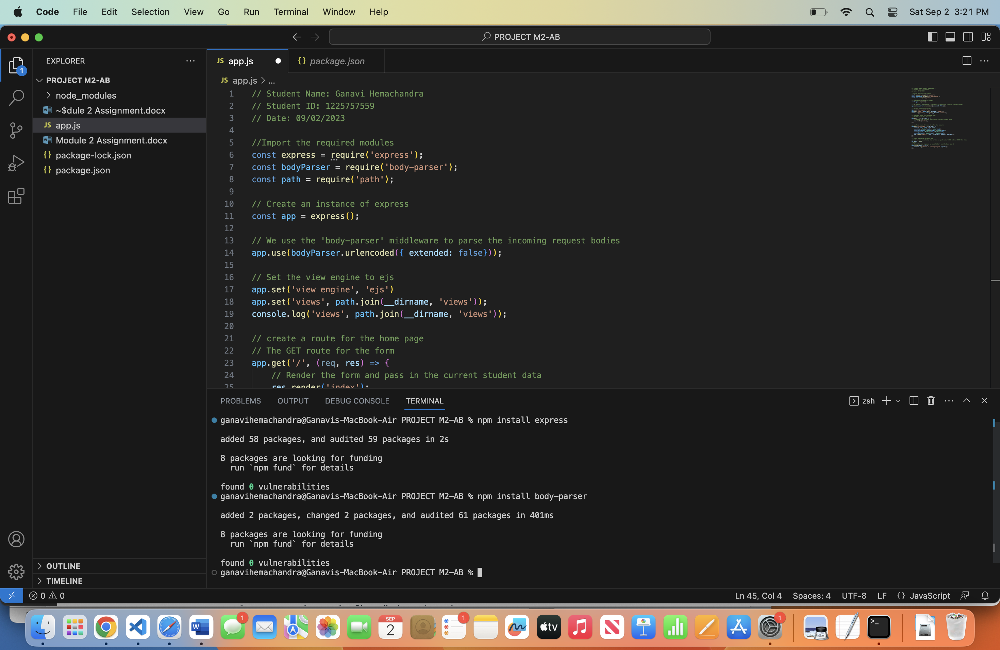 Code File Edit Selection View Go Run Terminal Window Help Sat Sep 2 3:21 PM
PROJECT M2-AB
EXPLORER
1
PROJECT M2-AB
node_modules
~$dule 2 Assignment.docx
JS app.js
Module 2 Assignment.docx
{} package-lock.json
{} package.json
OUTLINE
TIMELINE
JS app.js {} package.json
JS app.js > ...
1 // Student Name: Ganavi Hemachandra
2 // Student ID: 1225757559
3 // Date: 09/02/2023
4
5 //Import the required modules
6 const express = require('express');
7 const bodyParser = require('body-parser');
8 const path = require('path');
9
10 // Create an instance of express
11 const app = express();
12
13 // We use the 'body-parser' middleware to parse the incoming request bodies
14 app.use(bodyParser.urlencoded({ extended: false}));
15
16 // Set the view engine to ejs
17 app.set('view engine', 'ejs')
18 app.set('views', path.join(__dirname, 'views'));
19 console.log('views', path.join(__dirname, 'views'));
20
21 // create a route for the home page
22 // The GET route for the form
23 app.get('/', (req, res) => {
24 // Render the form and pass in the current student data
25 res.render('index');
PROBLEMS OUTPUT DEBUG CONSOLE TERMINAL zsh
ganavihemachandra@Ganavis-MacBook-Air PROJECT M2-AB % npm install express
added 58 packages, and audited 59 packages in 2s
8 packages are looking for funding
run `npm fund` for details
found 0 vulnerabilities
ganavihemachandra@Ganavis-MacBook-Air PROJECT M2-AB % npm install body-parser
added 2 packages, changed 2 packages, and audited 61 packages in 401ms
8 packages are looking for funding
run `npm fund` for details
found 0 vulnerabilities
ganavihemachandra@Ganavis-MacBook-Air PROJECT M2-AB %
0 0 Ln 45, Col 4 Spaces: 4 UTF-8 LF {} JavaScript
W 1 SEP 2 1 tv 1